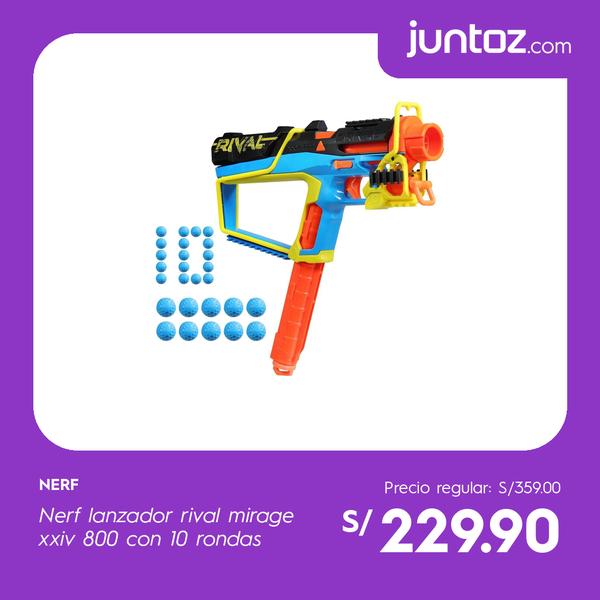 juntoz.com
RIVAL
10
NERF
Nerf lanzador rival mirage
xxiv 800 con 10 rondas
Precio regular: S/359.00
S/229.90